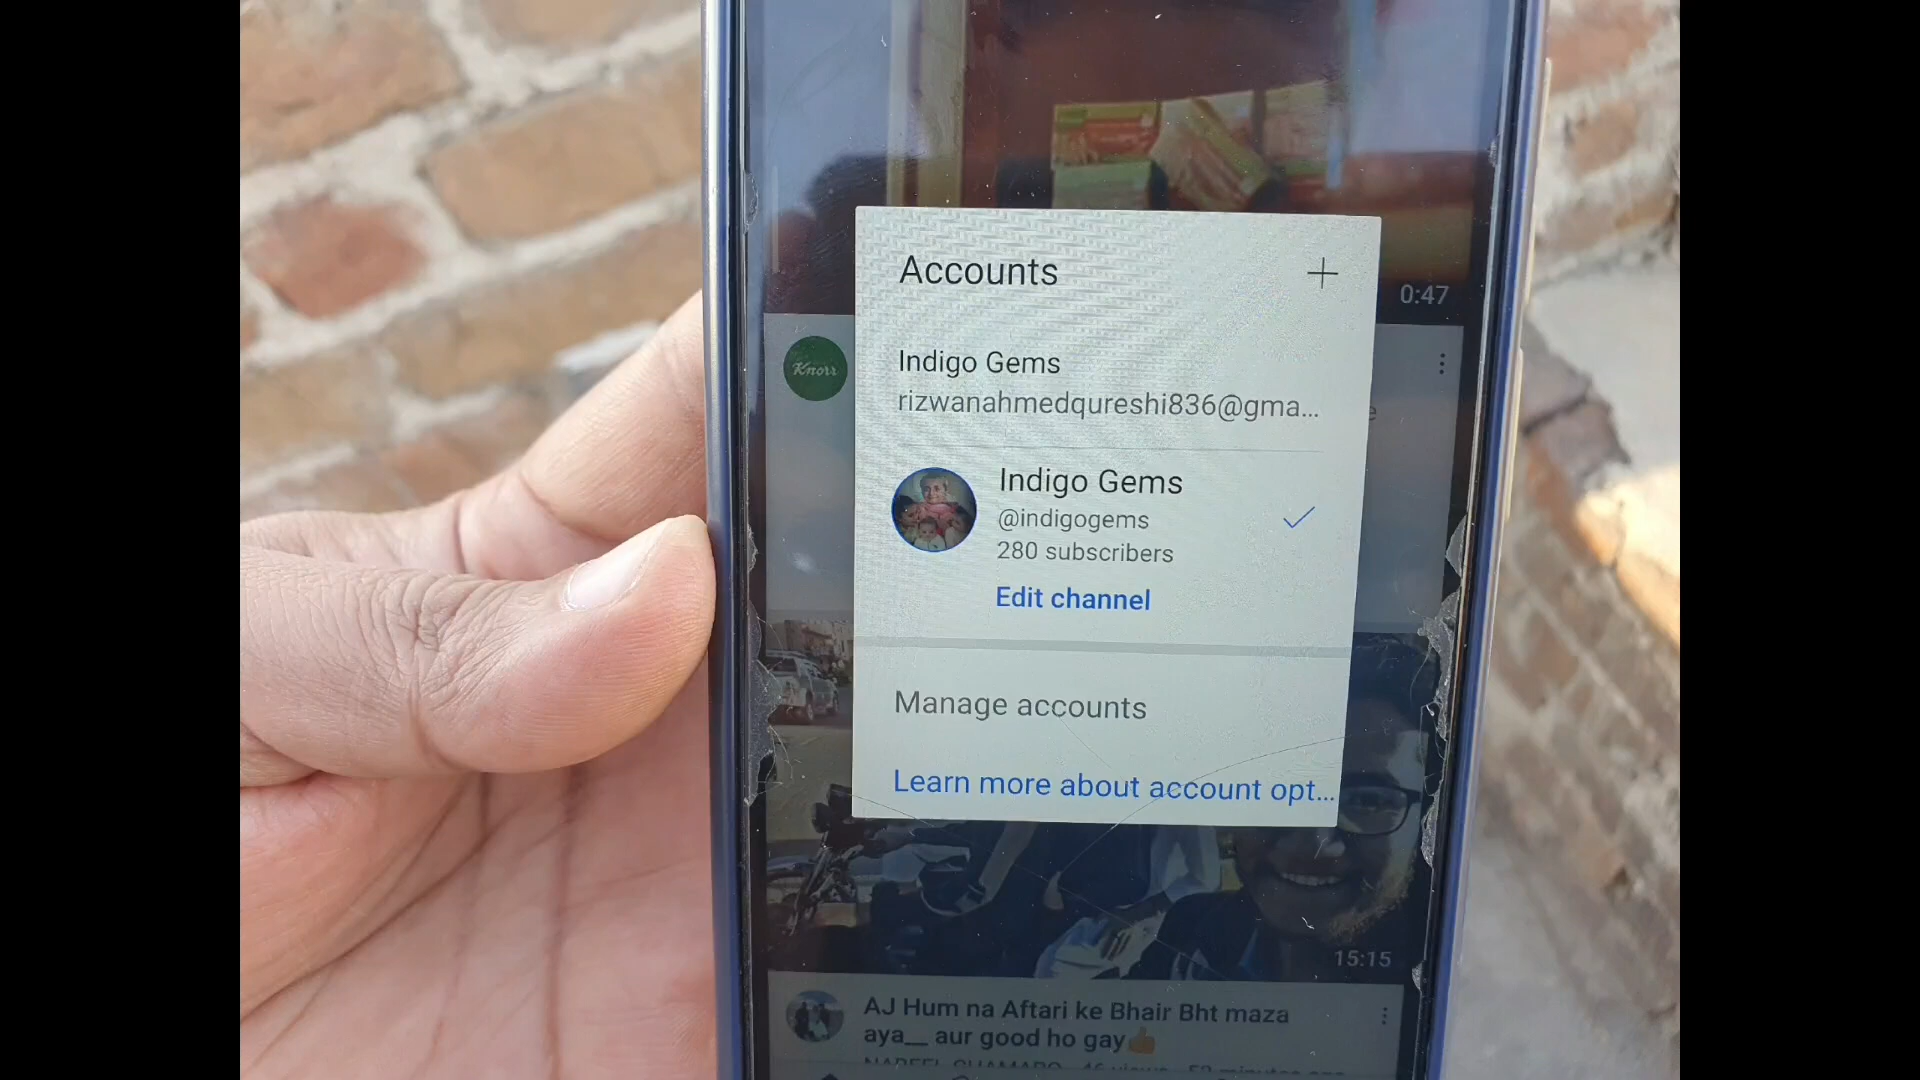 Accounts
0:47
Knorr
Indigo Gems
rizwanahmedqureshi836@gma...
Indigo Gems
@indigogems
280 subscribers
Edit channel
Manage accounts
Learn more about account opt...
15:15
AJ Hum na Aftari ke Bhair Bht maza
aya__ aur good ho gay👍